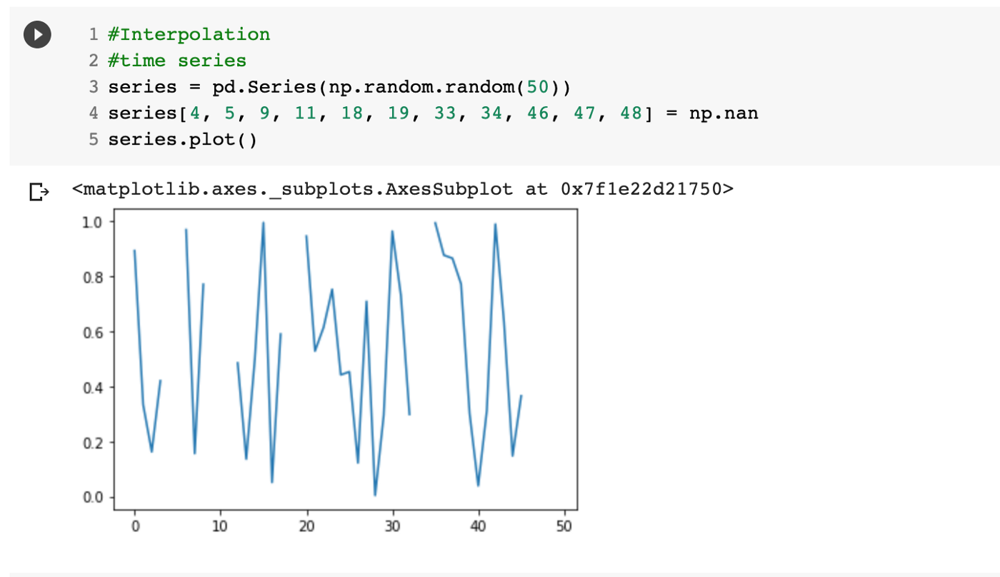 1 #Interpolation
2 #time series
3 series = pd.Series(np.random.random(50))
4 series[4, 5, 9, 11, 18, 19, 33, 34, 46, 47, 48] = np.nan
5 series.plot()
<matplotlib.axes._subplots.AxesSubplot at 0x7f1e22d21750>
1.0
0.8
0.6
0.4
0.2
0.0
0 10 20 30 40 50